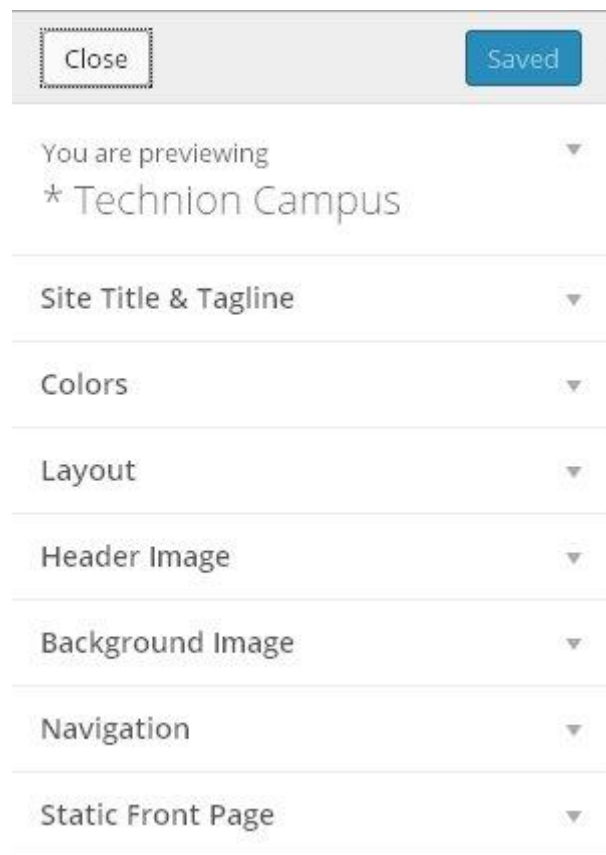 Close
Saved
You are previewing
* Technion Campus
Site Title & Tagline
Colors
Layout
Header Image
Background Image
Navigation
Static Front Page